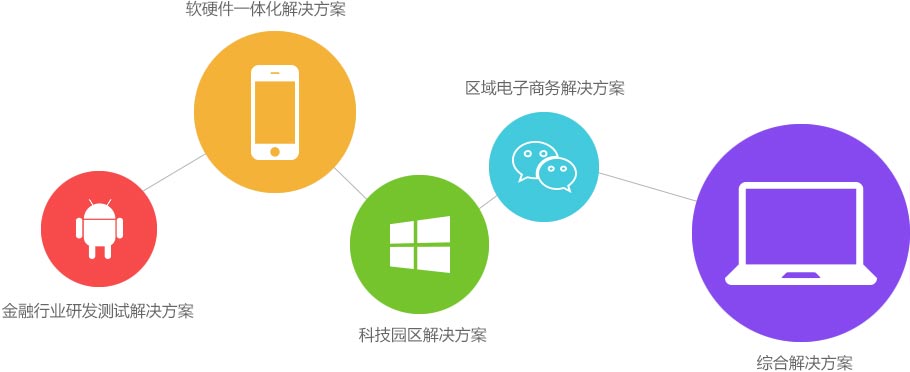 软硬件一体化解决方案
区域电子商务解决方案
金融行业研发测试解决方案
科技园区解决方案
综合解决方案